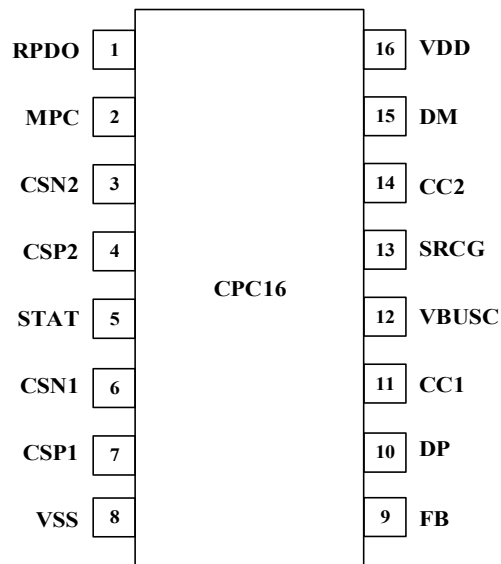 RPDO 1 16 VDD
MPC 2 15 DM
CSN2 3 14 CC2
CSP2 4 13 SRCG
CPC16
STAT 5 12 VBUSC
CSN1 6 11 CC1
CSP1 7 10 DP
VSS 8 9 FB